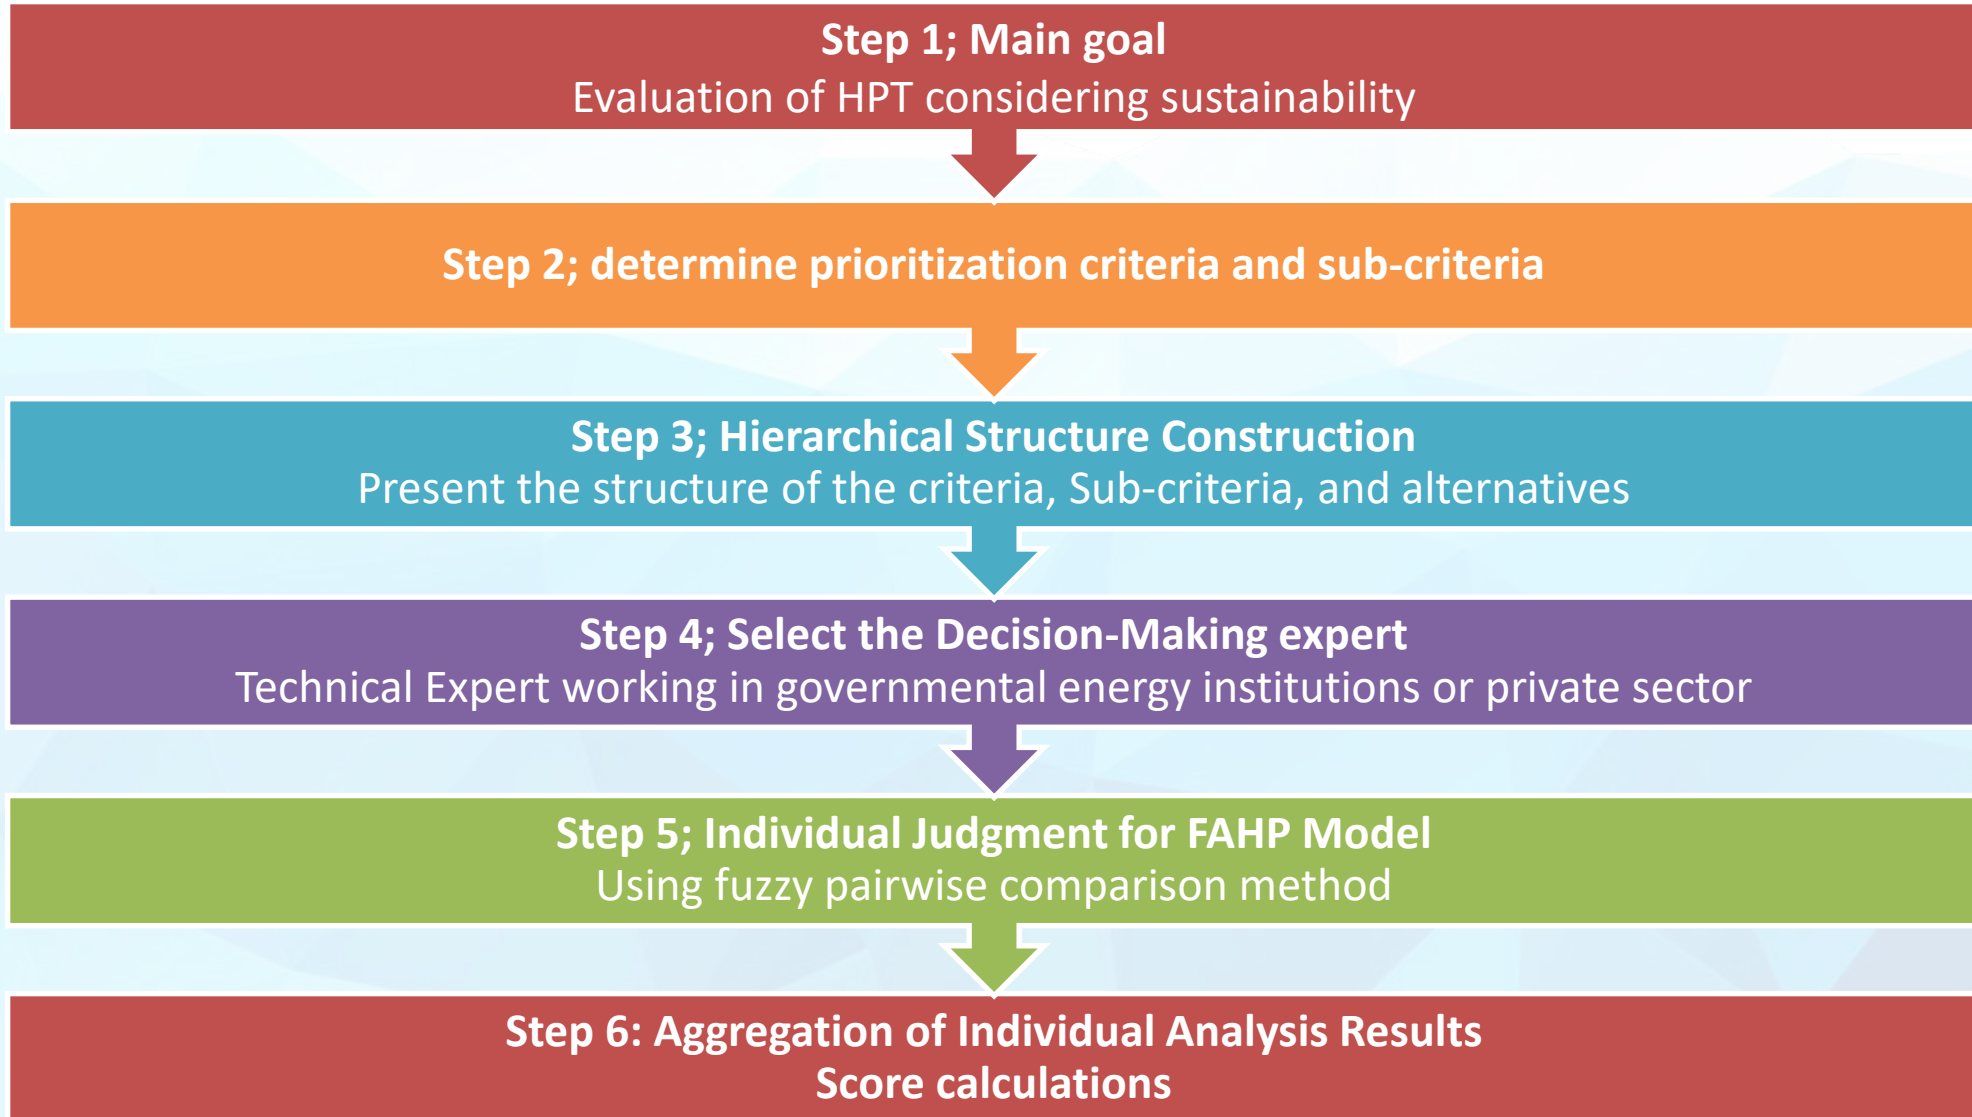 Step 1; Main goal
Evaluation of HPT considering sustainability
Step 2; determine prioritization criteria and sub-criteria
Step 3; Hierarchical Structure Construction
Present the structure of the criteria, Sub-criteria, and alternatives
Step 4; Select the Decision-Making expert
Technical Expert working in governmental energy institutions or private sector
Step 5; Individual Judgment for FAHP Model
Using fuzzy pairwise comparison method
Step 6: Aggregation of Individual Analysis Results
Score calculations